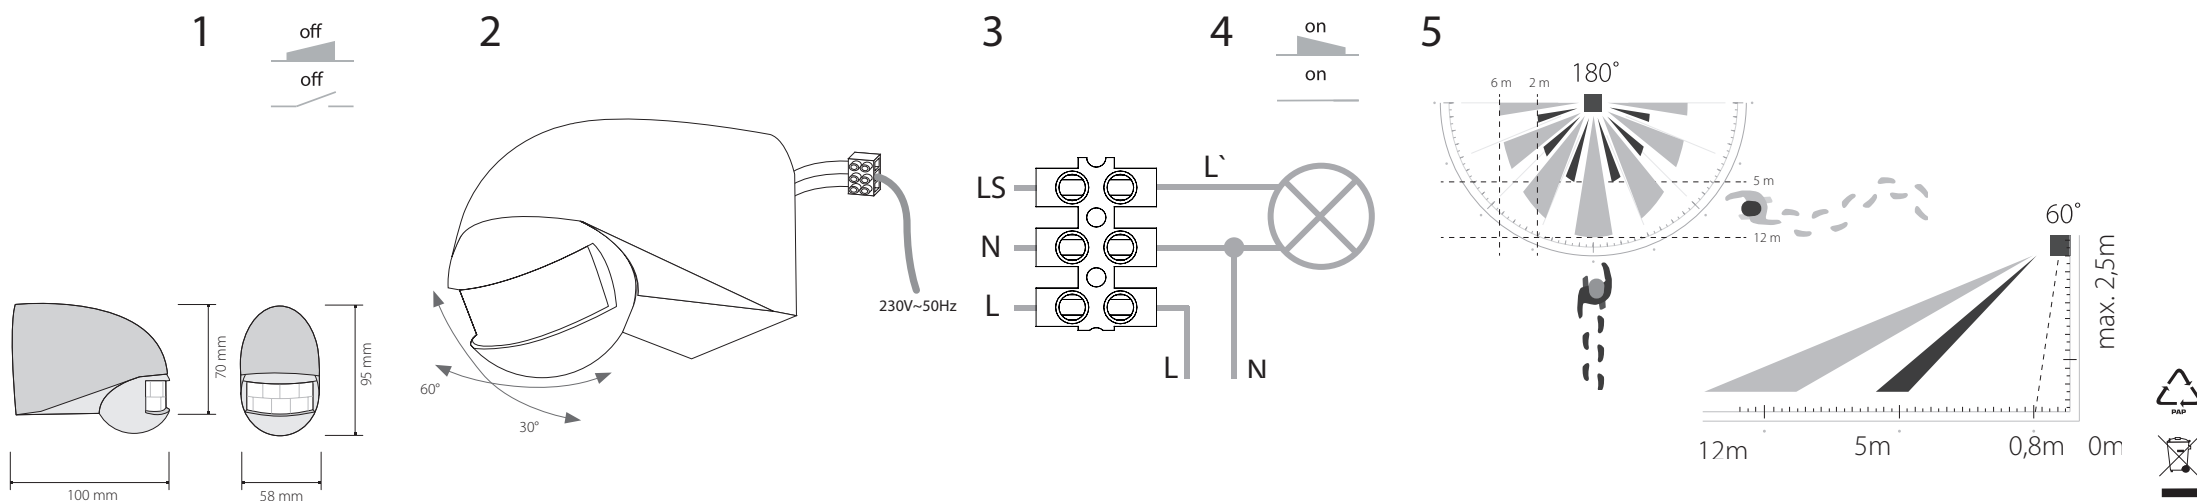 1
off
off
70 mm
95 mm
100 mm
58 mm
2
230V~50Hz
60°
30°
3
LS
N
L
L`
L
N
4
on
on
5
180°
6 m
2 m
5 m
12 m
60°
max. 2,5m
12m
5m
0,8m
0m
PAP